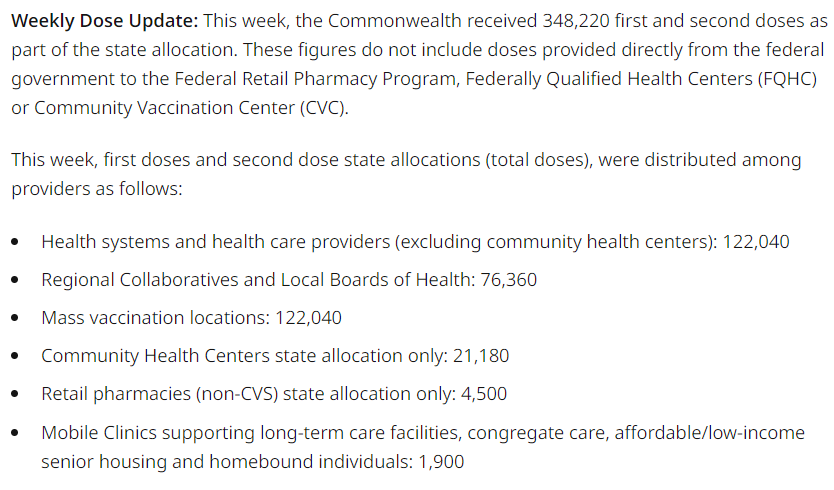 Weekly Dose Update: This week, the Commonwealth received 348,220 first and second doses as
part of the state allocation. These figures do not include doses provided directly from the federal
government to the Federal Retail Pharmacy Program, Federally Qualified Health Centers (FQHC)
or Community Vaccination Center (CVC).
This week, first doses and second dose state allocations (total doses), were distributed among
providers as follows:
• Health systems and health care providers (excluding community health centers): 122,040
• Regional Collaboratives and Local Boards of Health: 76,360
• Mass vaccination locations: 122,040
• Community Health Centers state allocation only: 21,180
• Retail pharmacies (non-CVS) state allocation only: 4,500
• Mobile Clinics supporting long-term care facilities, congregate care, affordable/low-income
senior housing and homebound individuals: 1,900